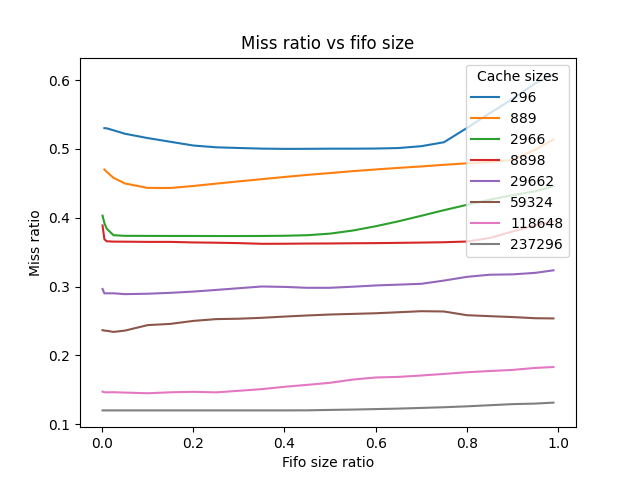 Miss ratio vs fifo size
Miss ratio
0.6
0.5
0.4
0.3
0.2
0.1
Cache sizes
296
889
2966
8898
29662
59324
118648
237296
0.0 0.2 0.4 0.6 0.8 1.0
Fifo size ratio